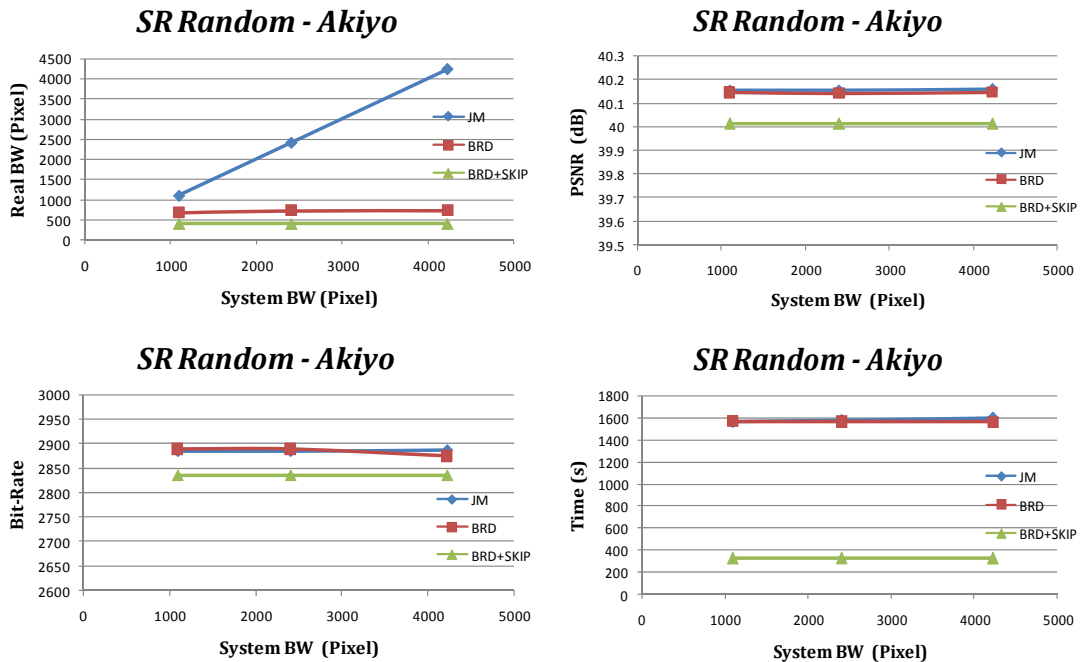 SR Random - Akiyo
4500
4000
3500
3000
2500
2000
1500
1000
500
0
0 1000 2000 3000 4000 5000
Real BW (Pixel)
System BW (Pixel)
JM
BRD
BRD+SKIP
SR Random - Akiyo
40.3
40.2
40.1
40
39.9
39.8
39.7
39.6
39.5
0 1000 2000 3000 4000 5000
PSNR (dB)
System BW (Pixel)
JM
BRD
BRD+SKIP
SR Random - Akiyo
3000
2950
2900
2850
2800
2750
2700
2650
2600
0 1000 2000 3000 4000 5000
Bit-Rate
System BW (Pixel)
JM
BRD
BRD+SKIP
SR Random - Akiyo
1800
1600
1400
1200
1000
800
600
400
200
0
0 1000 2000 3000 4000 5000
Time (s)
System BW (Pixel)
JM
BRD
BRD+SKIP